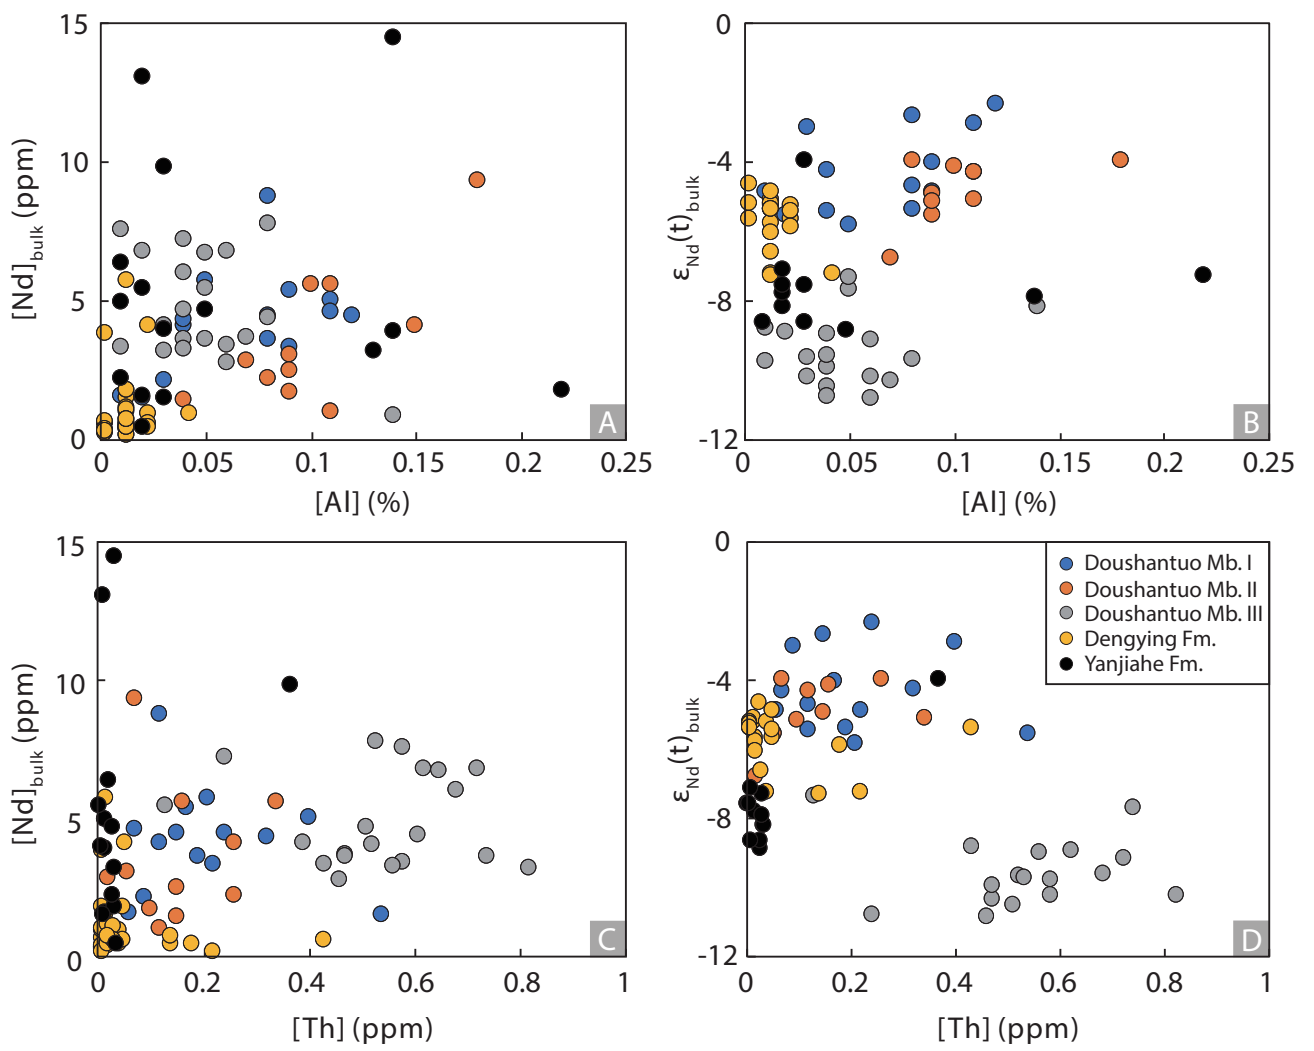 15
10
5
0
[Nd]bulk (ppm)
0 0.05 0.1 0.15 0.2 0.25
[Al] (%)
A
0
-4
-8
-12
εNd(t)bulk
0 0.05 0.1 0.15 0.2 0.25
[Al] (%)
B
15
10
5
0
[Nd]bulk (ppm)
0 0.2 0.4 0.6 0.8 1
[Th] (ppm)
C
0
-4
-8
-12
εNd(t)bulk
0 0.2 0.4 0.6 0.8 1
[Th] (ppm)
D
Doushantuo Mb. I
Doushantuo Mb. II
Doushantuo Mb. III
Dengying Fm.
Yanjiahe Fm.